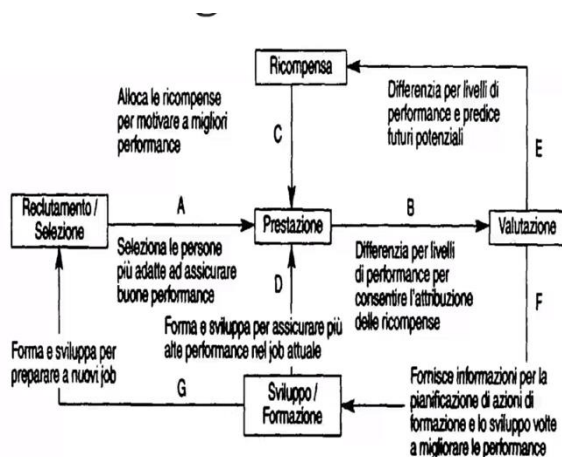 Ricompensa
Alloca le ricompense
per motivare a migliori
performance
C
Differenzia per livelli di
performance e predice
futuri potenziali
E
Reclutamento /
Selezione
A
Prestazione
B
Valutazione
Seleziona le persone
più adatte ad assicurare
buone performance
D
Differenzia per livelli
di performance per
consentire l'attribuzione
delle ricompense
F
Forma e sviluppa per
preparare a nuovi job
Forma e sviluppa per assicurare più
alte performance nel job attuale
G
Sviluppo /
Formazione
Fornisce informazioni per la
pianificazione di azioni di
formazione e lo sviluppo volte
a migliorare le performance